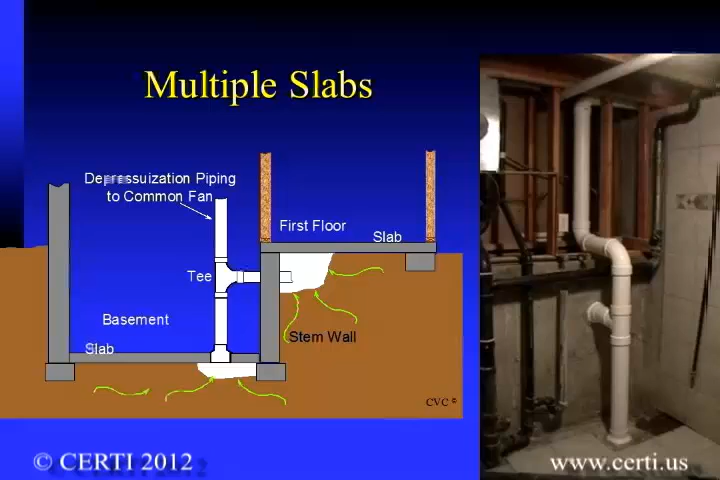 Multiple Slabs
Depressuization Piping
to Common Fan
First Floor
Slab
Tee
Basement
Stem Wall
Slab
CVC ©
© CERTI 2012
www.certi.us